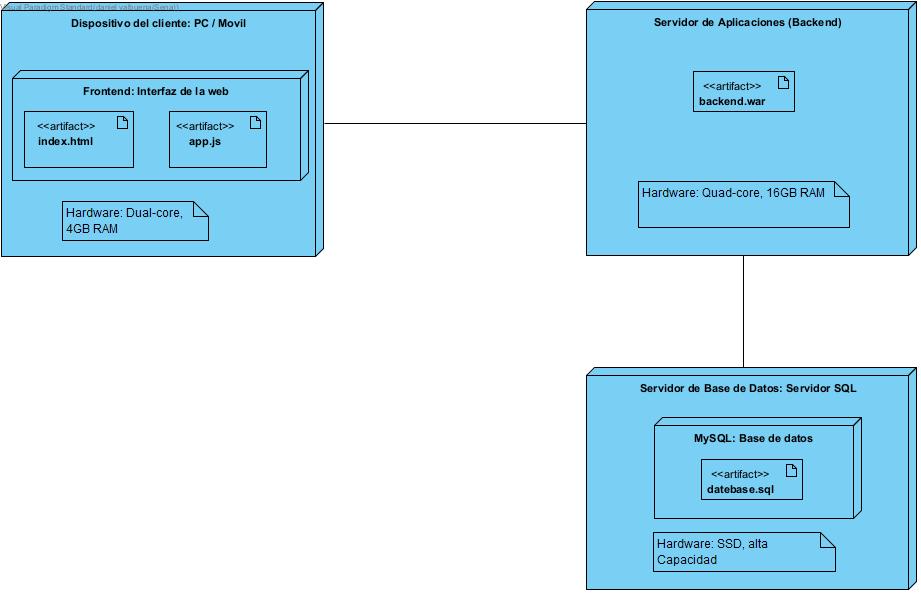 Visual Paradigm Standard(daniel valbuena(Sena))
Dispositivo del cliente: PC / Movil
Frontend: Interfaz de la web
<<artifact>>
index.html
<<artifact>>
app.js
Hardware: Dual-core,
4GB RAM
Servidor de Aplicaciones (Backend)
<<artifact>>
backend.war
Hardware: Quad-core, 16GB RAM
Servidor de Base de Datos: Servidor SQL
MySQL: Base de datos
<<artifact>>
datebase.sql
Hardware: SSD, alta
Capacidad